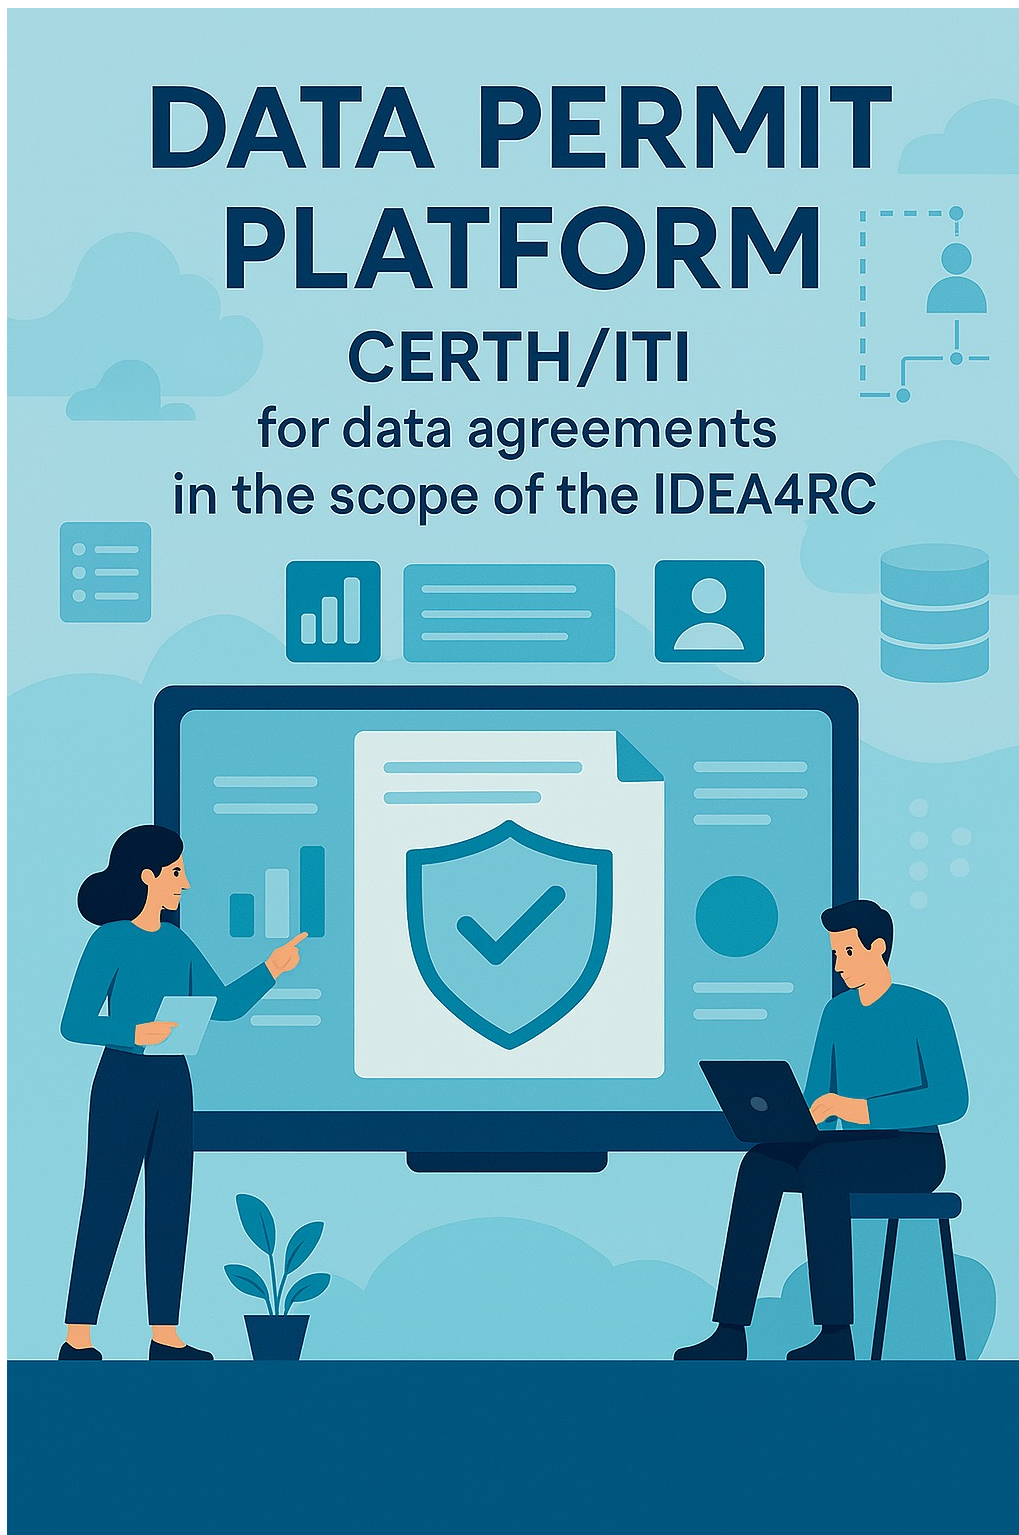 DATA PERMIT
PLATFORM
CERTH/ITI
for data agreements
in the scope of the IDEA4RC